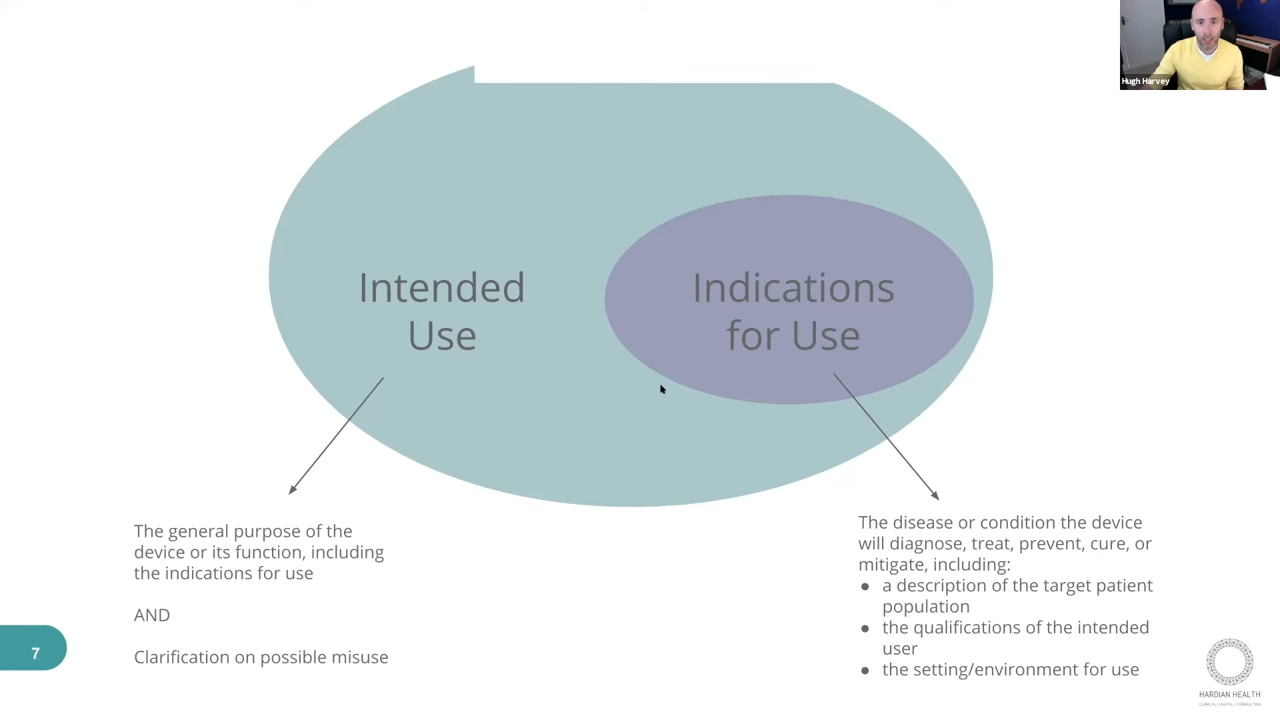 Hugh Harvey
Intended
Use
Indications
for Use
The general purpose of the
device or its function, including
the indications for use
AND
Clarification on possible misuse
The disease or condition the device
will diagnose, treat, prevent, cure, or
mitigate, including:
● a description of the target patient
population
● the qualifications of the intended
user
● the setting/environment for use
7
HARDIAN HEALTH
CLINICAL | DIGITAL | CONSULTING